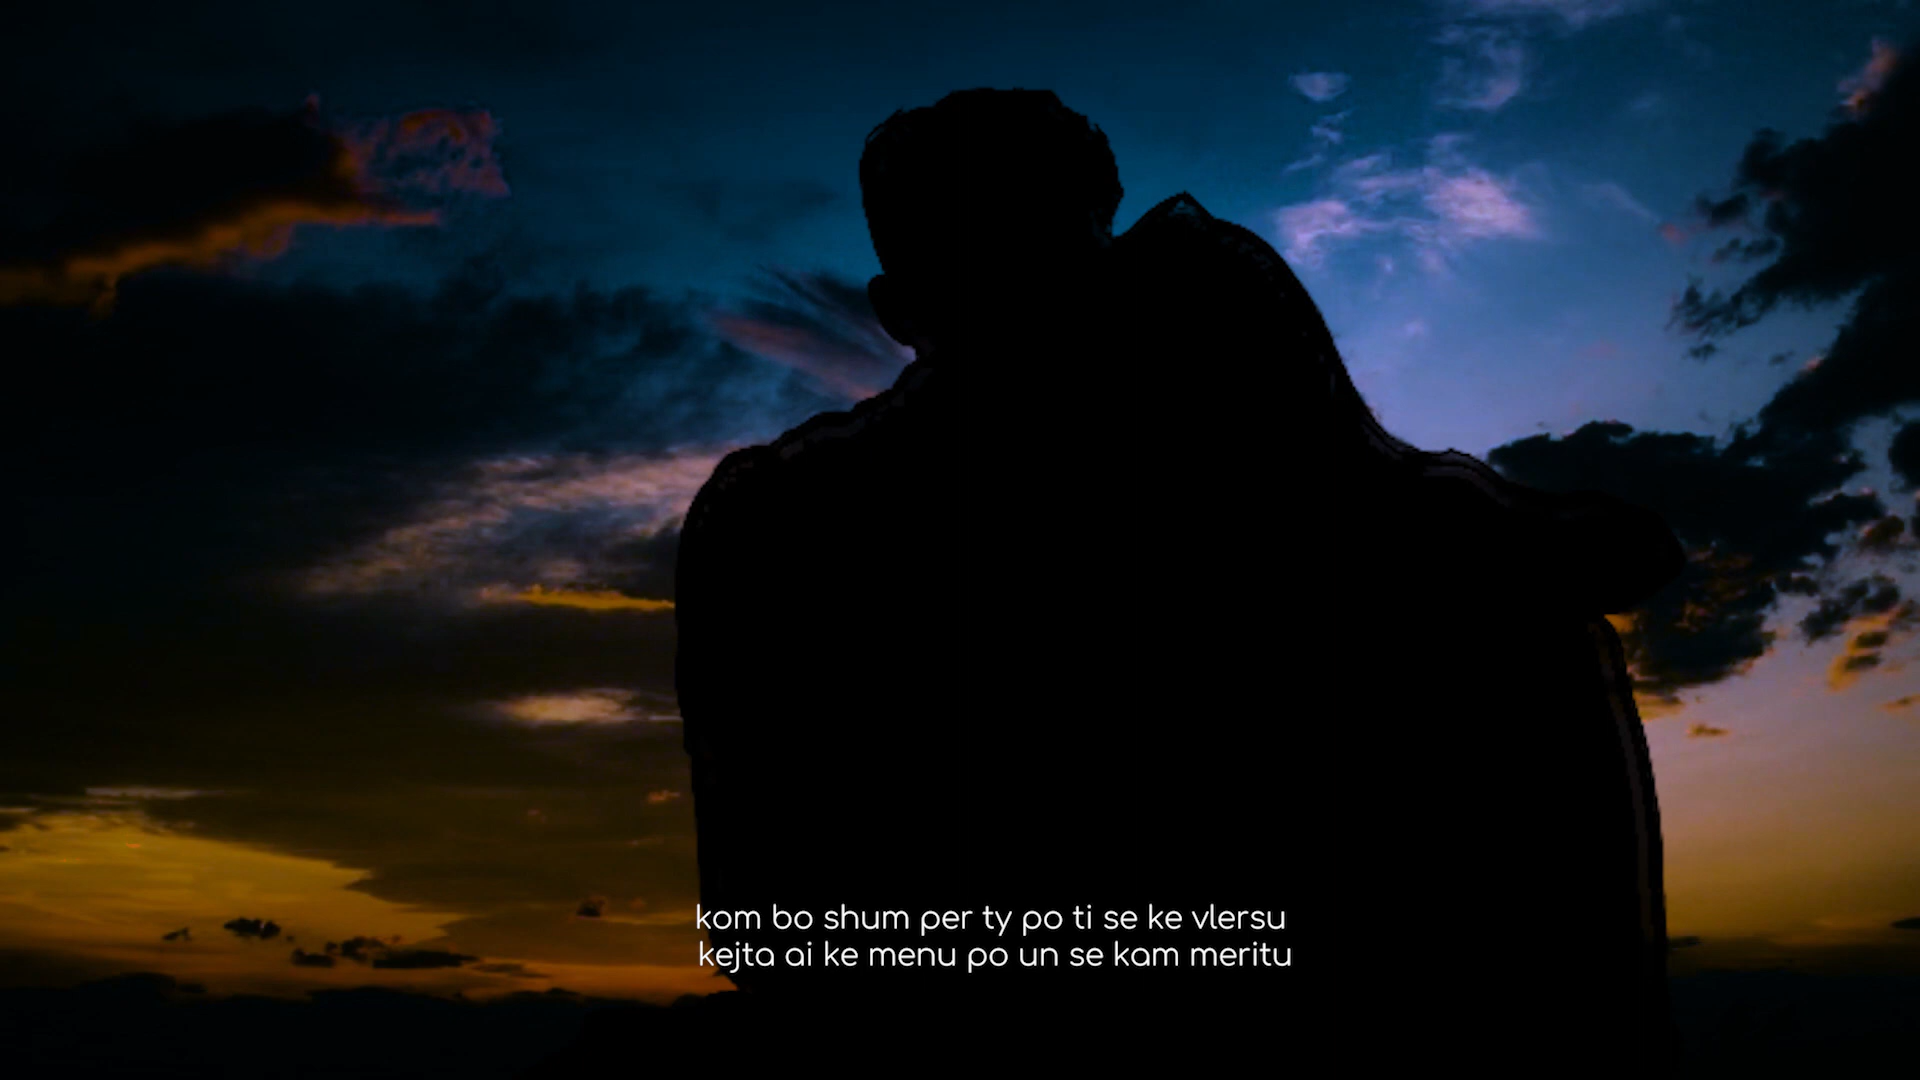 kom bo shum per ty po ti se ke vlersu
kejta ai ke menu po un se kam meritu